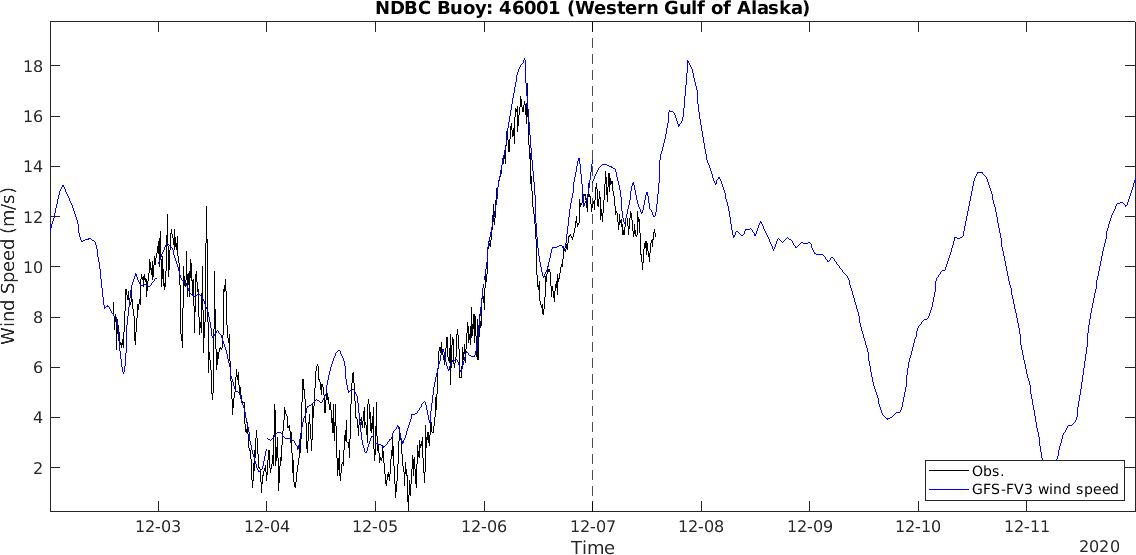 NDBC Buoy: 46001 (Western Gulf of Alaska)
18
16
14
12
10
8
6
4
2
Wind Speed (m/s)
Obs.
GFS-FV3 wind speed
12-03 12-04 12-05 12-06 12-07 12-08 12-09 12-10 12-11
Time
2020